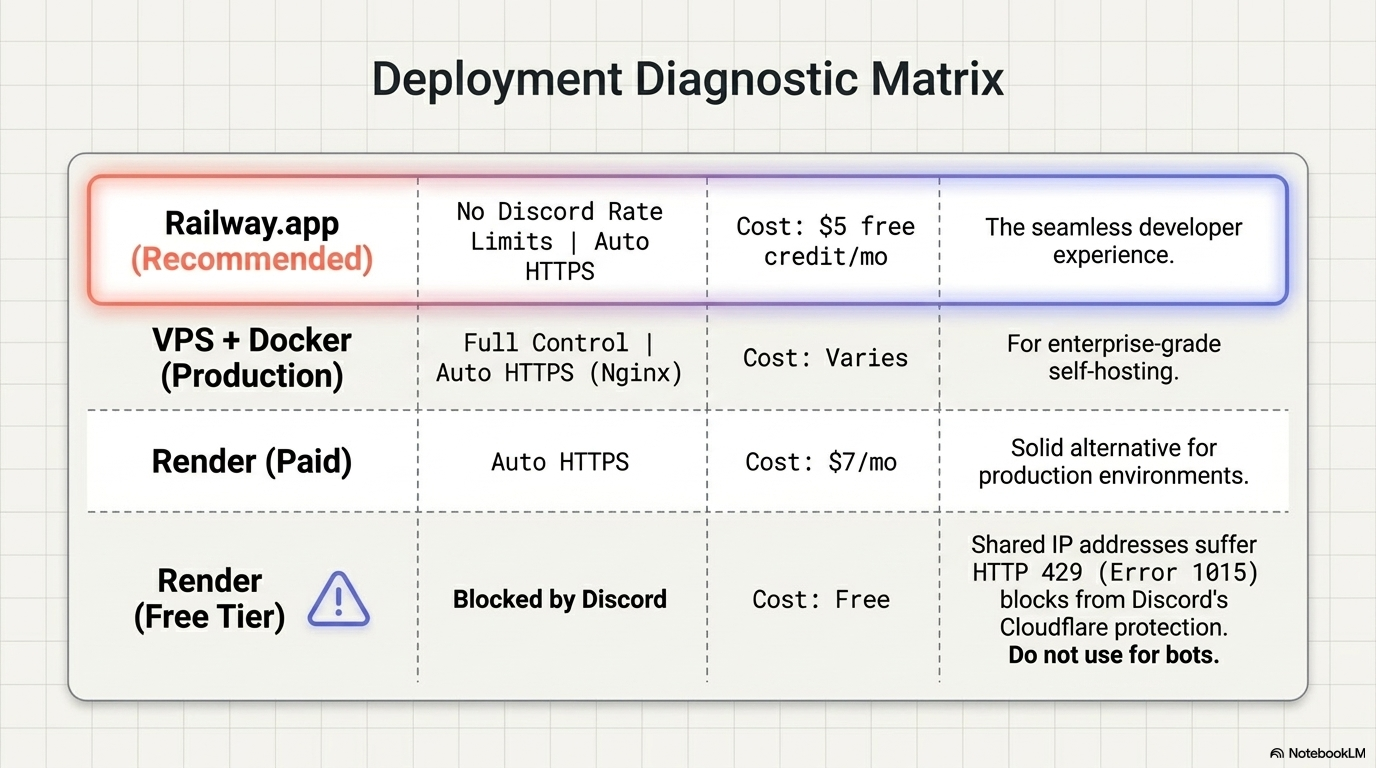 Deployment Diagnostic Matrix
Railway.app
(Recommended)
No Discord Rate
Limits | Auto
HTTPS
Cost: $5 free
credit/mo
The seamless developer
experience.
VPS + Docker
(Production)
Full Control |
Auto HTTPS (Nginx)
Cost: Varies
For enterprise-grade
self-hosting.
Render (Paid)
Auto HTTPS
Cost: $7/mo
Solid alternative for
production environments.
Render
(Free Tier)
Blocked by Discord
Cost: Free
Shared IP addresses suffer
HTTP 429 (Error 1015)
blocks from Discord's
Cloudflare protection.
Do not use for bots.
NotebookLM